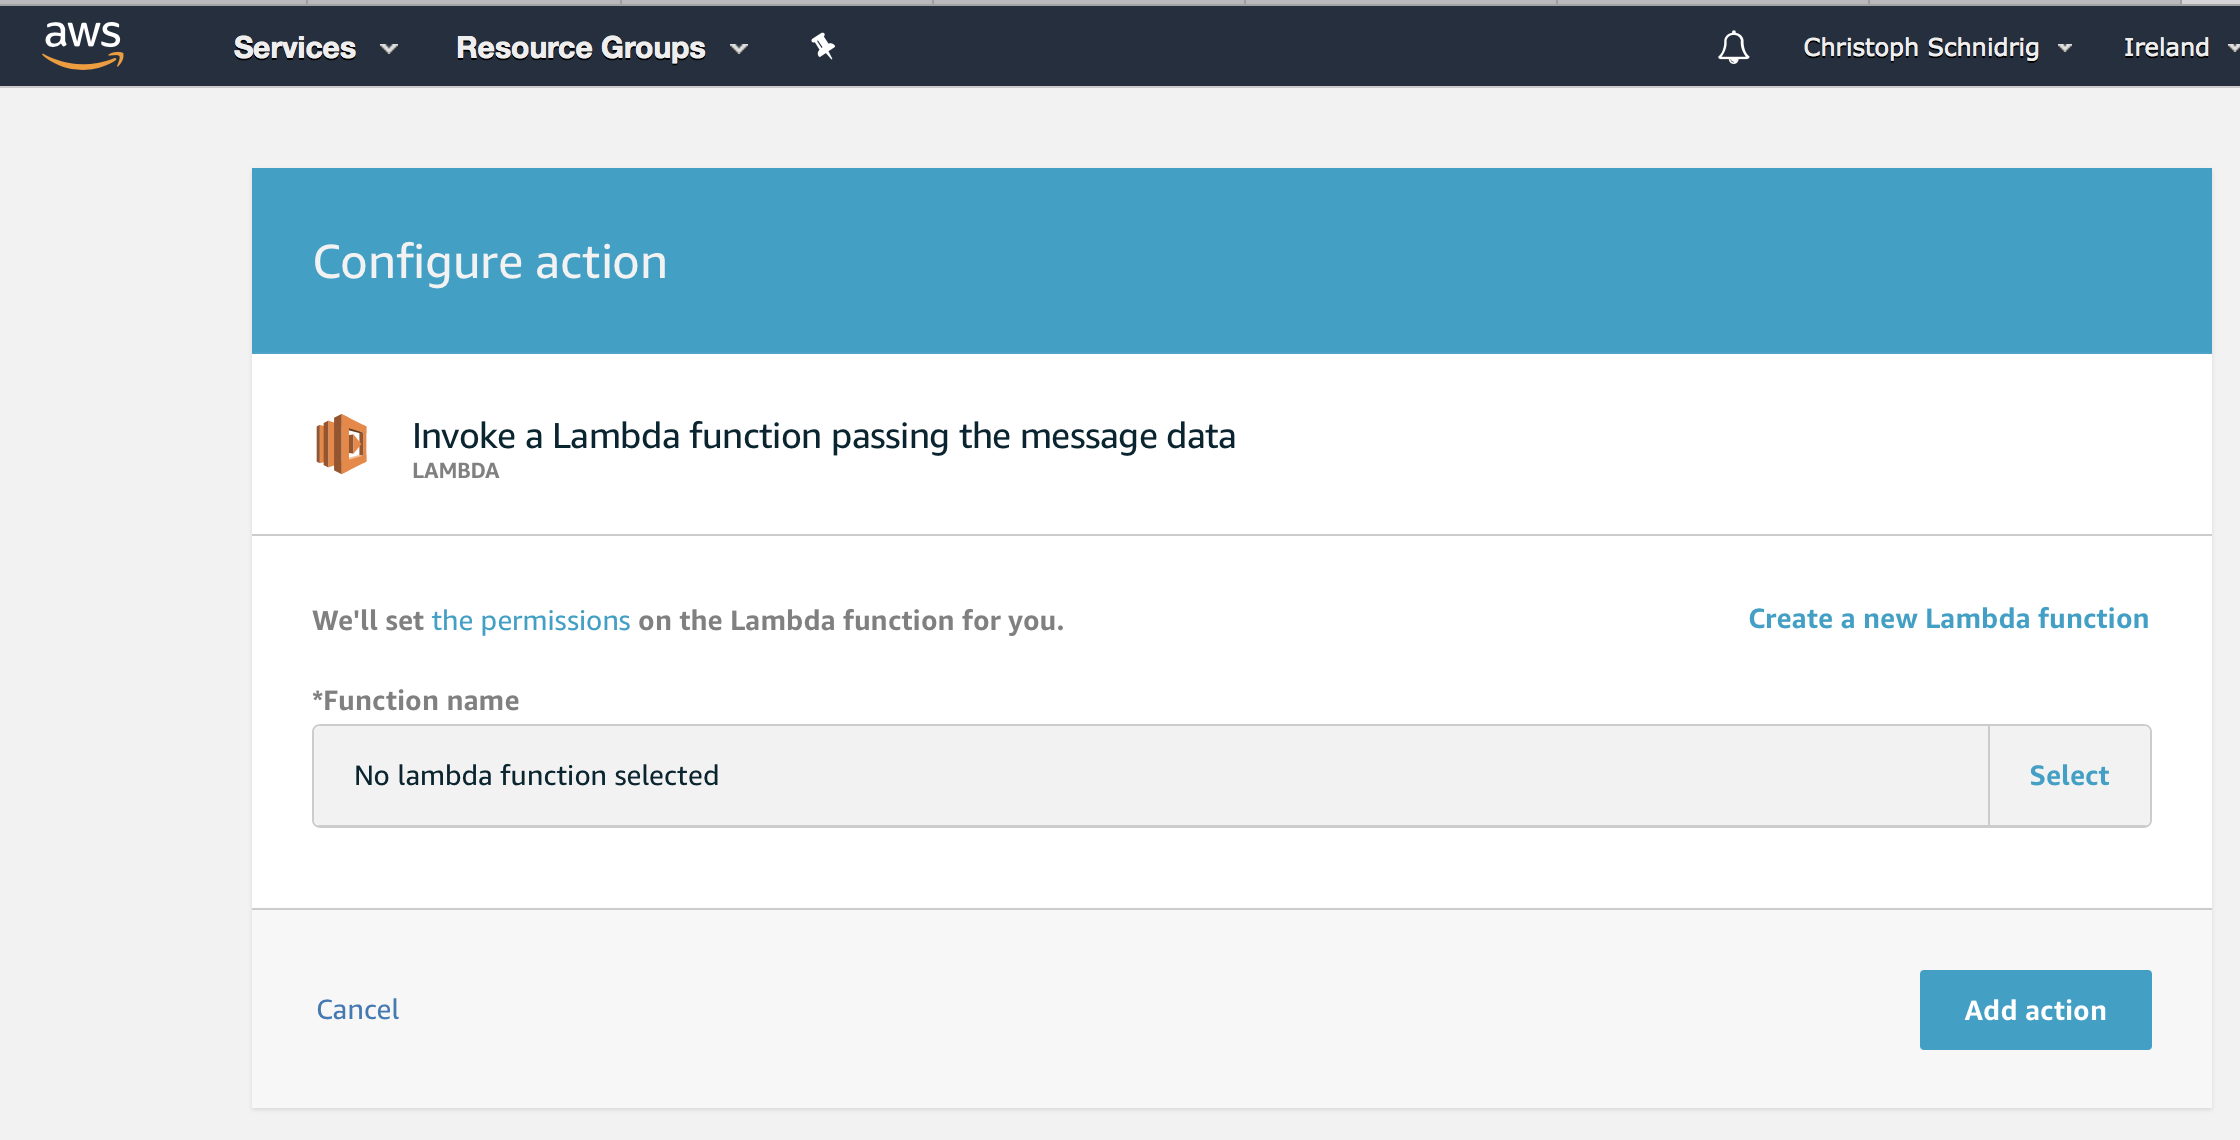 aws Services Resource Groups Christoph Schnidrig Ireland
Configure action
Invoke a Lambda function passing the message data
LAMBDA
We'll set the permissions on the Lambda function for you. Create a new Lambda function
*Function name
No lambda function selected Select
Cancel Add action